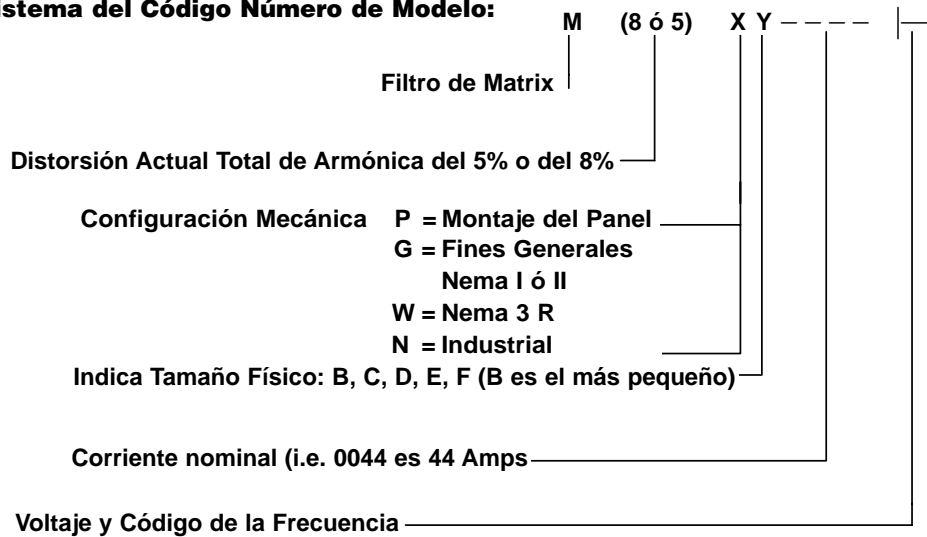 istema del Código Número de Modelo:
M (8 ó 5) X Y – – – –
Filtro de Matrix
Distorsión Actual Total de Armónica del 5% o del 8%
Configuración Mecánica P = Montaje del Panel
G = Fines Generales
Nema I ó II
W = Nema 3 R
N = Industrial
Indica Tamaño Físico: B, C, D, E, F (B es el más pequeño)
Corriente nominal (i.e. 0044 es 44 Amps
Voltaje y Código de la Frecuencia